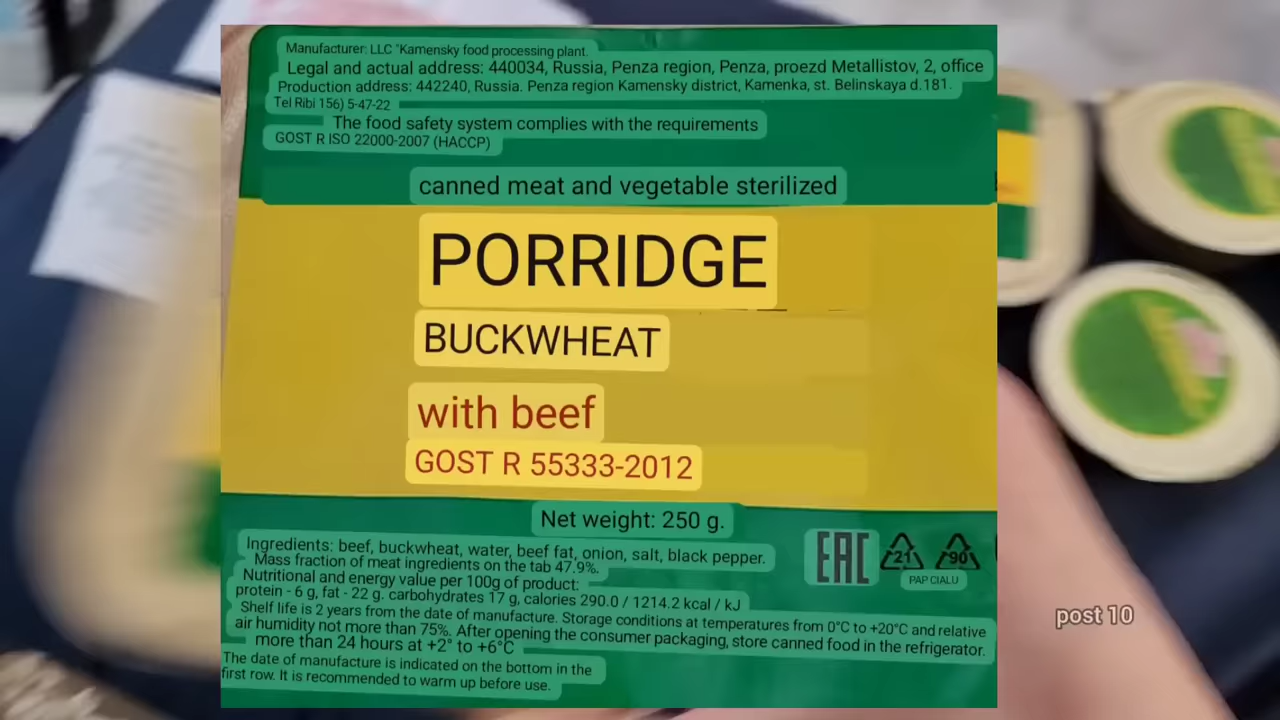 Manufacturer: LLC "Kamensky food processing plant.
Legal and actual address: 440034, Russia, Penza region, Penza, proezd Metallistov, 2, office
Production address: 442240, Russia. Penza region Kamensky district, Kamenka, st. Belinskaya d.181.
Tel Ribi 156) 5-47-22
The food safety system complies with the requirements
GOST R ISO 22000-2007 (HACCP)
canned meat and vegetable sterilized
PORRIDGE
BUCKWHEAT
with beef
GOST R 55333-2012
Net weight: 250 g.
Ingredients: beef, buckwheat, water, beef fat, onion, salt, black pepper.
Mass fraction of meat ingredients on the tab 47.9%.
Nutritional and energy value per 100g of product:
protein - 6 g, fat - 22 g. carbohydrates 17 g, calories 290.0 / 1214.2 kcal / kJ
Shelf life is 2 years from the date of manufacture. Storage conditions at temperatures from 0°C to +20°C and relative
air humidity not more than 75%. After opening the consumer packaging, store canned food in the refrigerator.
more than 24 hours at +2° to +6°C
The date of manufacture is indicated on the bottom in the
first row. It is recommended to warm up before use.
EAC
21
90
PAP CIALU
post 10